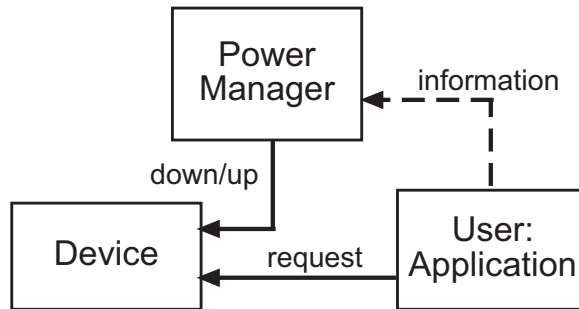 Power
Manager
information
down/up
User:
Application
Device
request